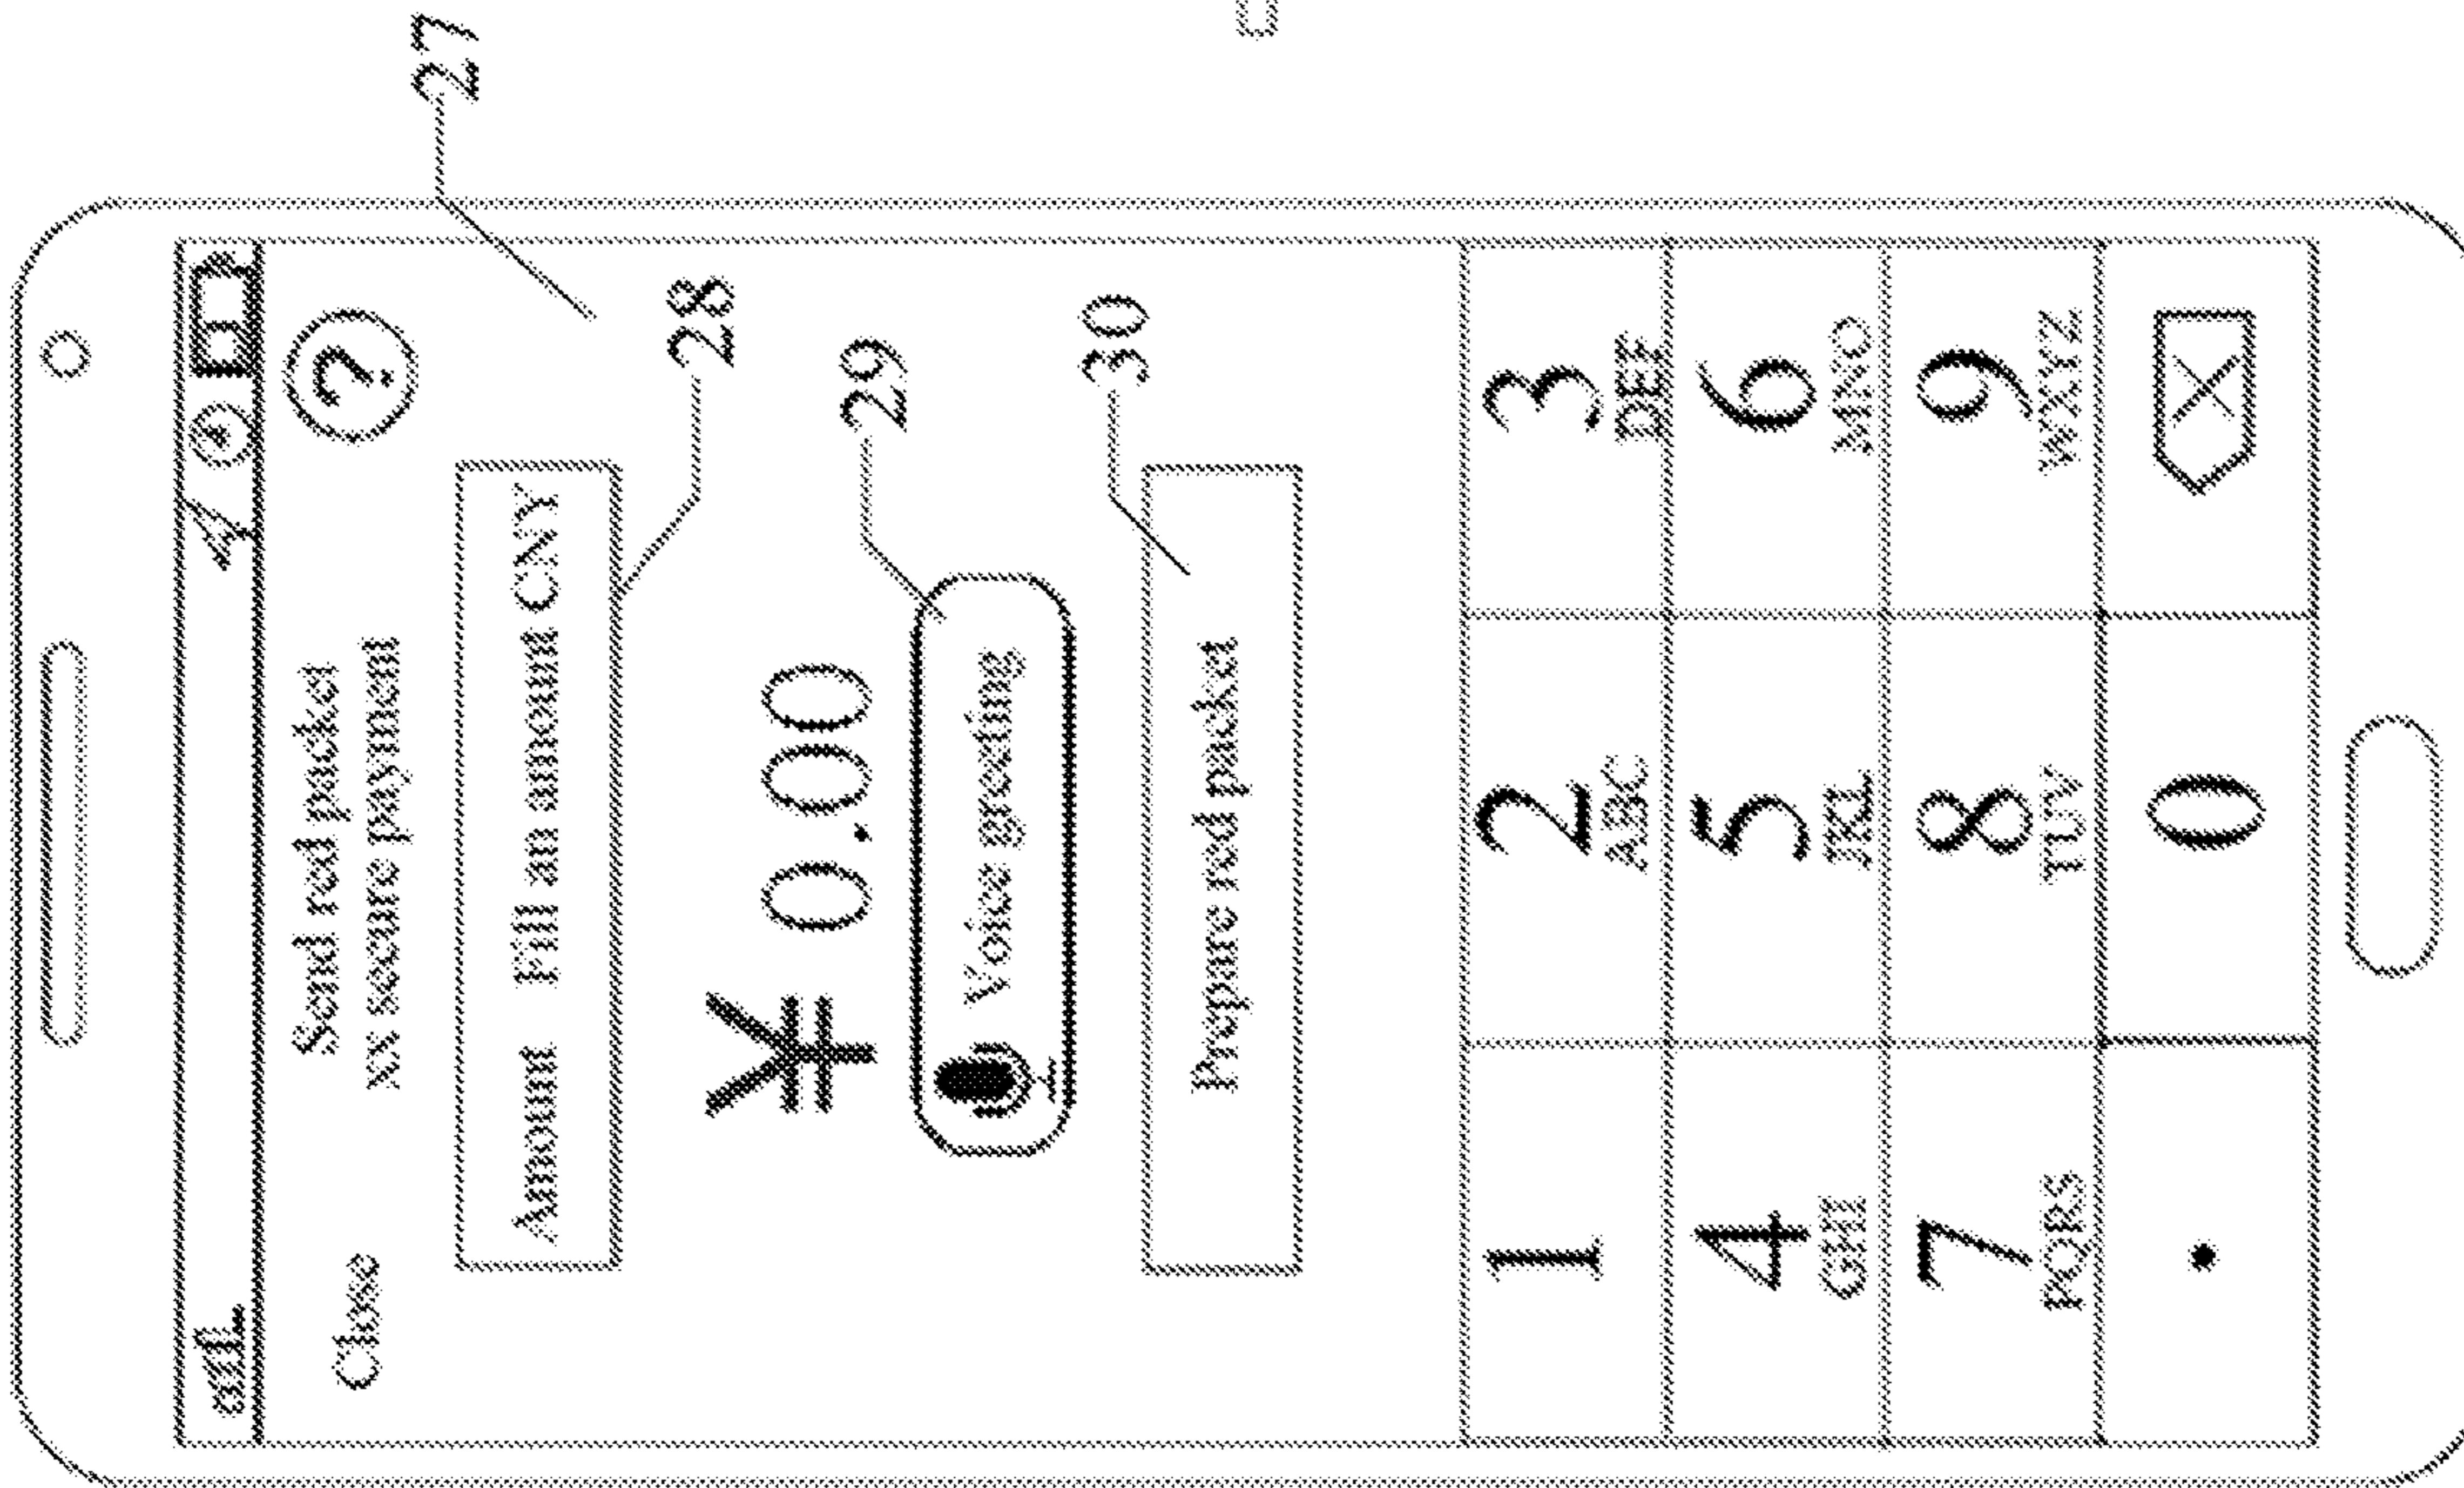 27
Close
Send red packet
xx secure payment
?
Amount Fill an amount CNY
28
¥ 0.00
29
Voice greeting
30
Prepare red packet
1 2 3
ABC DEF
4 5 6
GHI JKL MNO
7 8 9
PQRS TUV WXYZ
. 0